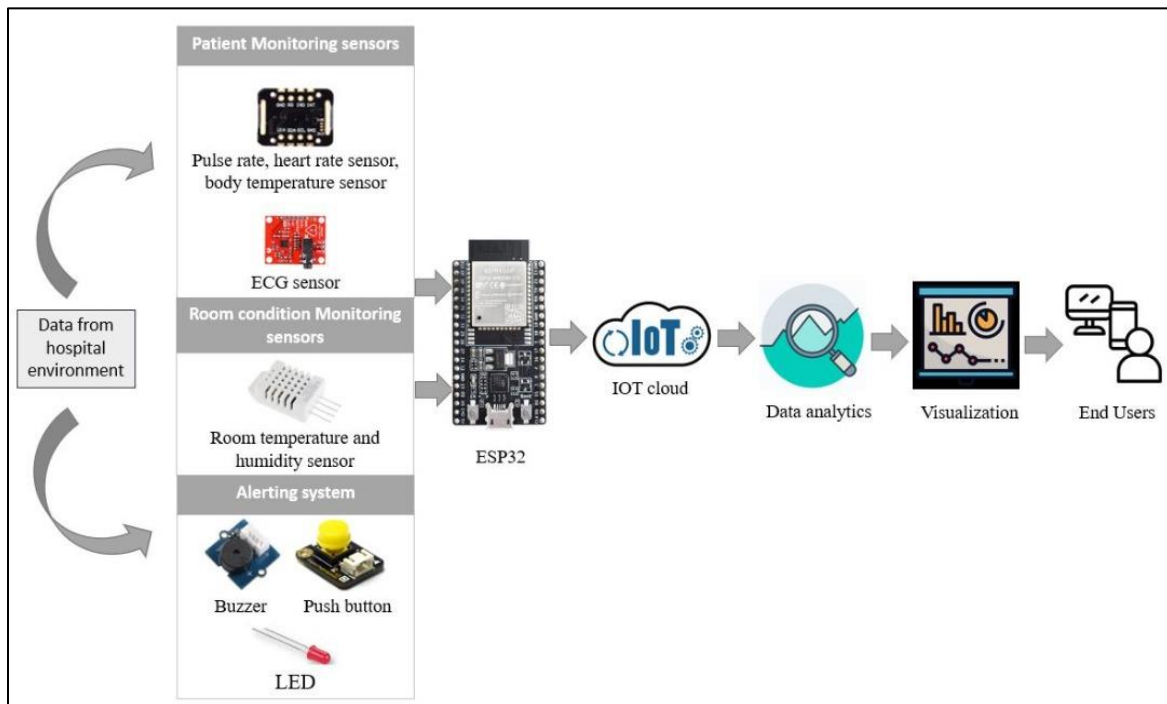 Patient Monitoring sensors
Pulse rate, heart rate sensor,
body temperature sensor
ECG sensor
Data from
hospital
environment
Room condition Monitoring
sensors
Room temperature and
humidity sensor
ESP32
IoT
IOT cloud
Data analytics
Visualization
End Users
Alerting system
Buzzer
Push button
LED